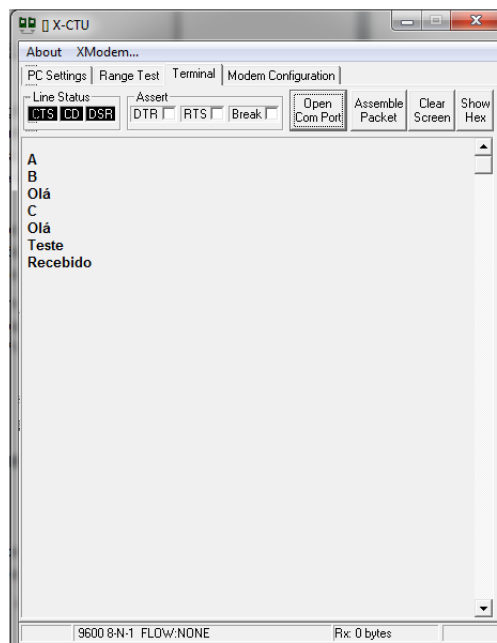 [] X-CTU
About XModem...
PC Settings Range Test Terminal Modem Configuration
Line Status Assert
CTS CD DSR DTR RTS Break
Open Com Port
Assemble Packet
Clear Screen
Show Hex
A
B
Olá
C
Olá
Teste
Recebido
9600 8-N-1 FLOW:NONE Rx: 0 bytes